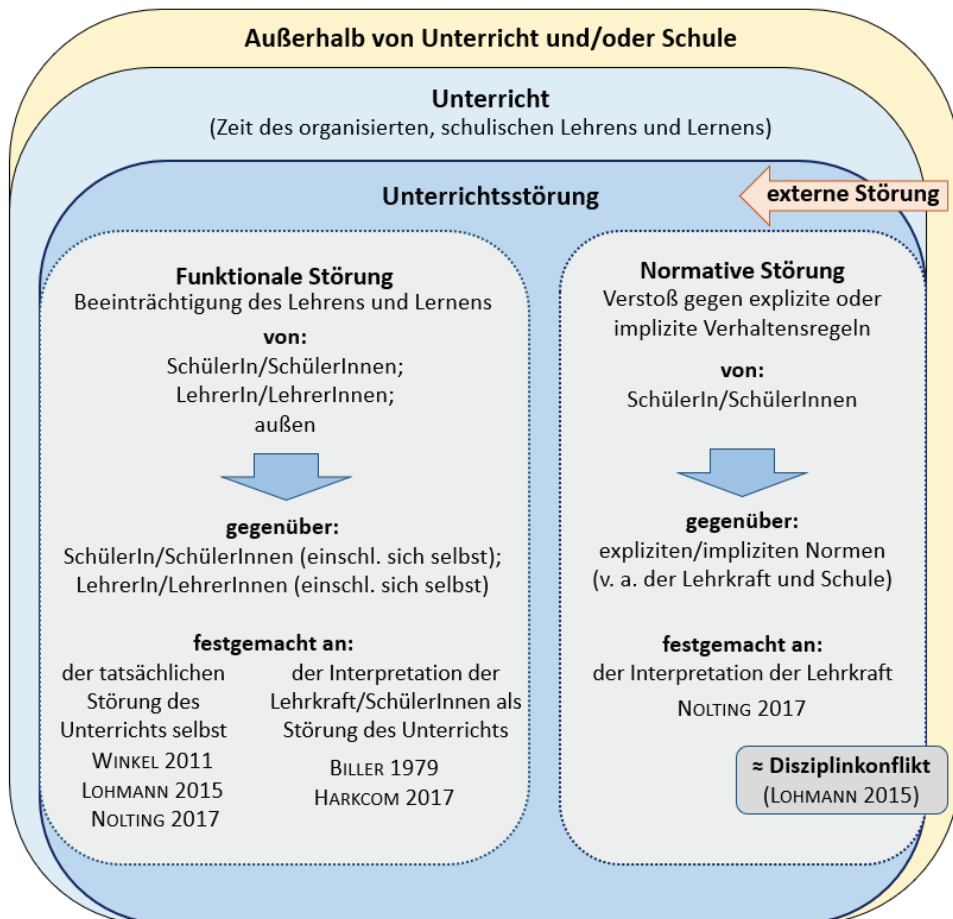 Außerhalb von Unterricht und/oder Schule
Unterricht
(Zeit des organisierten, schulischen Lehrens und Lernens)
Unterrichtsstörung
externe Störung
Funktionale Störung
Beeinträchtigung des Lehrens und Lernens
von:
SchülerIn/SchülerInnen;
LehrerIn/LehrerInnen;
außen
gegenüber:
SchülerIn/SchülerInnen (einschl. sich selbst);
LehrerIn/LehrerInnen (einschl. sich selbst)
festgemacht an:
der tatsächlichen
Störung des
Unterrichts selbst
WINKEL 2011
LOHMANN 2015
NOLTING 2017
der Interpretation der
Lehrkraft/SchülerInnen als
Störung des Unterrichts
BILLER 1979
HARKCOM 2017
Normative Störung
Verstoß gegen explizite oder
implizite Verhaltensregeln
von:
SchülerIn/SchülerInnen
gegenüber:
expliziten/impliziten Normen
(v. a. der Lehrkraft und Schule)
festgemacht an:
der Interpretation der Lehrkraft
NOLTING 2017
≈ Disziplinkonflikt
(LOHMANN 2015)